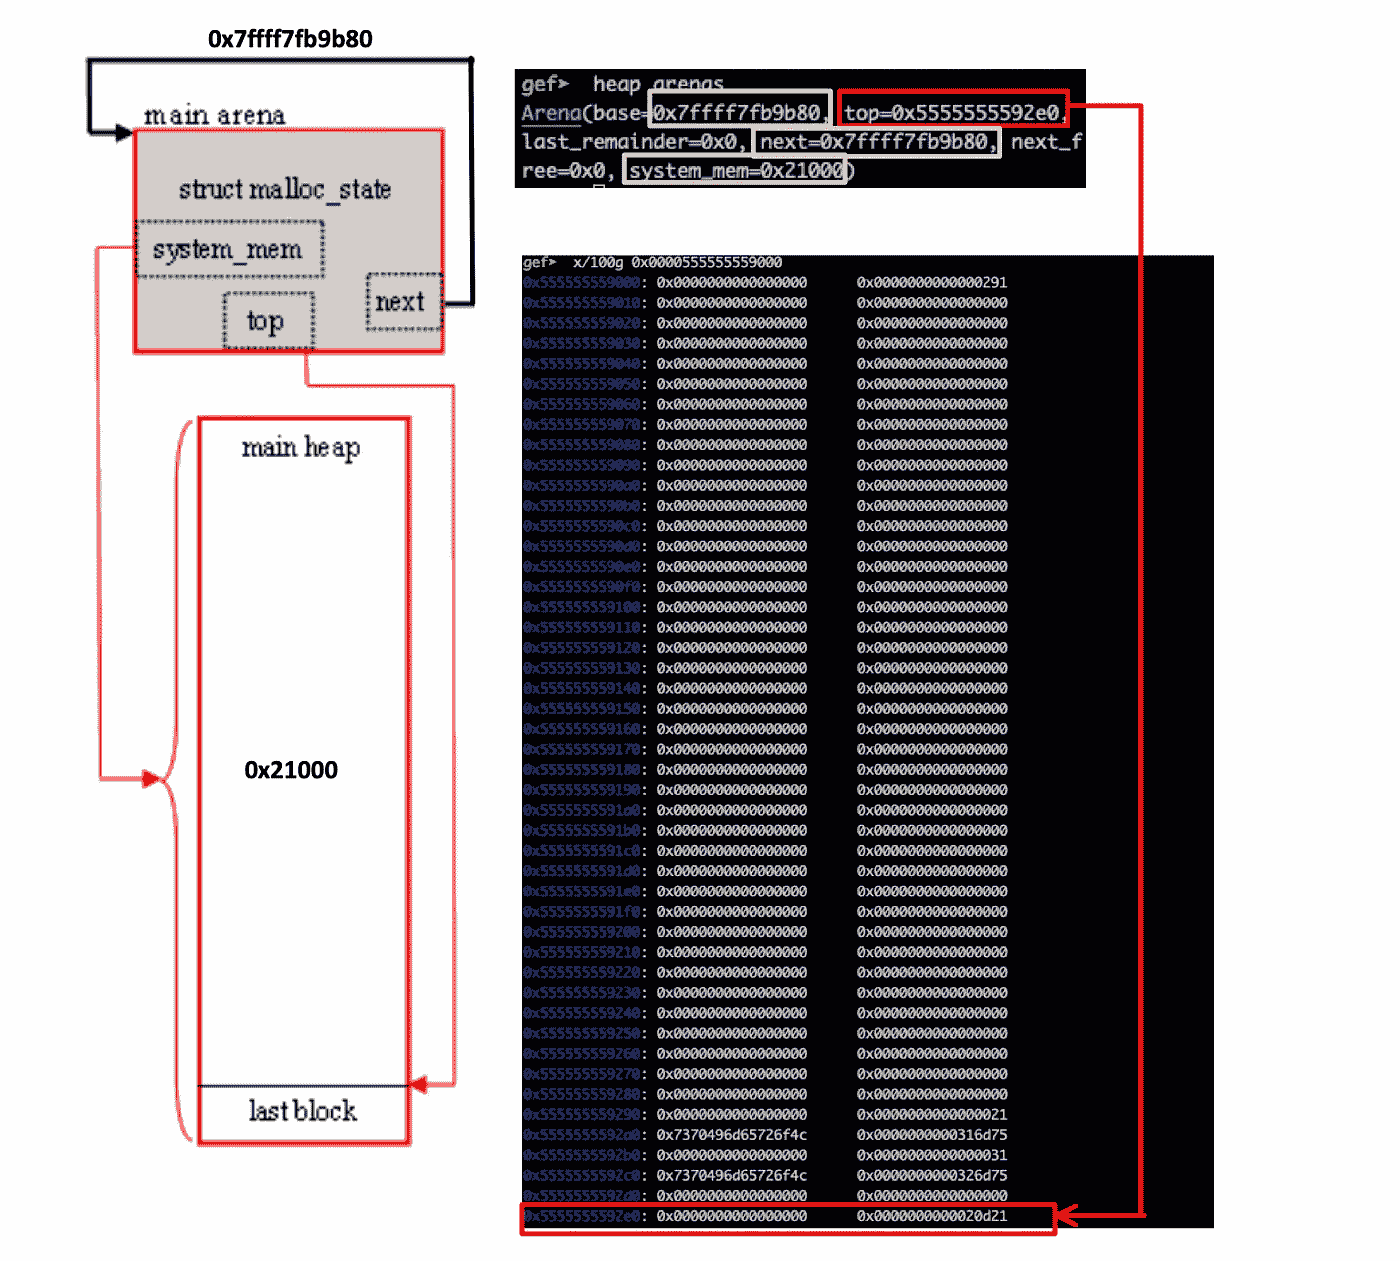 0x7ffff7fb9b80
main arena
struct malloc_state
system_mem
next
top
main heap
0x21000
last block
gef> heap arenas
Arena(base=0x7ffff7fb9b80, top=0x5555555592e0,
last_remainder=0x0, next=0x7ffff7fb9b80, next_f
ree=0x0, system_mem=0x21000)
gef> x/100g 0x0000555555559000
0x555555559000: 0x0000000000000000 0x0000000000000291
0x555555559010: 0x0000000000000000 0x0000000000000000
0x555555559020: 0x0000000000000000 0x0000000000000000
0x555555559030: 0x0000000000000000 0x0000000000000000
0x555555559040: 0x0000000000000000 0x0000000000000000
0x555555559050: 0x0000000000000000 0x0000000000000000
0x555555559060: 0x0000000000000000 0x0000000000000000
0x555555559070: 0x0000000000000000 0x0000000000000000
0x555555559080: 0x0000000000000000 0x0000000000000000
0x555555559090: 0x0000000000000000 0x0000000000000000
0x5555555590a0: 0x0000000000000000 0x0000000000000000
0x5555555590b0: 0x0000000000000000 0x0000000000000000
0x5555555590c0: 0x0000000000000000 0x0000000000000000
0x5555555590d0: 0x0000000000000000 0x0000000000000000
0x5555555590e0: 0x0000000000000000 0x0000000000000000
0x5555555590f0: 0x0000000000000000 0x0000000000000000
0x555555559100: 0x0000000000000000 0x0000000000000000
0x555555559110: 0x0000000000000000 0x0000000000000000
0x555555559120: 0x0000000000000000 0x0000000000000000
0x555555559130: 0x0000000000000000 0x0000000000000000
0x555555559140: 0x0000000000000000 0x0000000000000000
0x555555559150: 0x0000000000000000 0x0000000000000000
0x555555559160: 0x0000000000000000 0x0000000000000000
0x555555559170: 0x0000000000000000 0x0000000000000000
0x555555559180: 0x0000000000000000 0x0000000000000000
0x555555559190: 0x0000000000000000 0x0000000000000000
0x5555555591a0: 0x0000000000000000 0x0000000000000000
0x5555555591b0: 0x0000000000000000 0x0000000000000000
0x5555555591c0: 0x0000000000000000 0x0000000000000000
0x5555555591d0: 0x0000000000000000 0x0000000000000000
0x5555555591e0: 0x0000000000000000 0x0000000000000000
0x5555555591f0: 0x0000000000000000 0x0000000000000000
0x555555559200: 0x0000000000000000 0x0000000000000000
0x555555559210: 0x0000000000000000 0x0000000000000000
0x555555559220: 0x0000000000000000 0x0000000000000000
0x555555559230: 0x0000000000000000 0x0000000000000000
0x555555559240: 0x0000000000000000 0x0000000000000000
0x555555559250: 0x0000000000000000 0x0000000000000000
0x555555559260: 0x0000000000000000 0x0000000000000000
0x555555559270: 0x0000000000000000 0x0000000000000000
0x555555559280: 0x0000000000000000 0x0000000000000000
0x555555559290: 0x0000000000000000 0x0000000000000021
0x5555555592a0: 0x7370496d65726f4c 0x0000000000316d75
0x5555555592b0: 0x0000000000000000 0x0000000000000031
0x5555555592c0: 0x7370496d65726f4c 0x0000000000326d75
0x5555555592d0: 0x0000000000000000 0x0000000000000000
0x5555555592e0: 0x0000000000000000 0x0000000000020d21